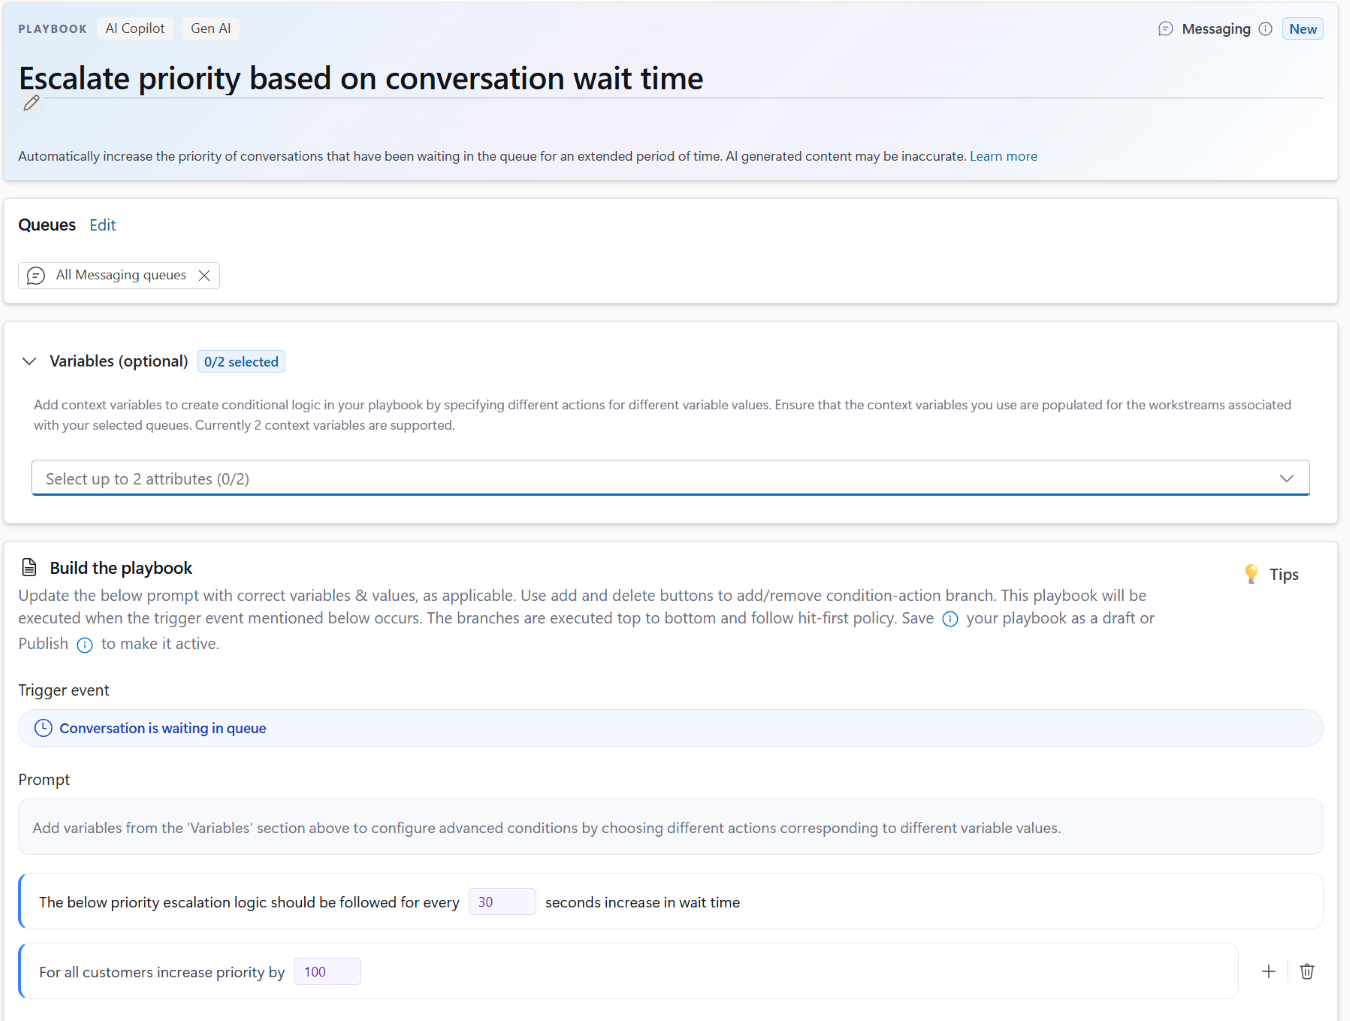 PLAYBOOK AI Copilot Gen AI Messaging New
Escalate priority based on conversation wait time
Automatically increase the priority of conversations that have been waiting in the queue for an extended period of time. AI generated content may be inaccurate. Learn more
Queues Edit
All Messaging queues
Variables (optional) 0/2 selected
Add context variables to create conditional logic in your playbook by specifying different actions for different variable values. Ensure that the context variables you use are populated for the workstreams associated
with your selected queues. Currently 2 context variables are supported.
Select up to 2 attributes (0/2)
Build the playbook
Tips
Update the below prompt with correct variables & values, as applicable. Use add and delete buttons to add/remove condition-action branch. This playbook will be
executed when the trigger event mentioned below occurs. The branches are executed top to bottom and follow hit-first policy. Save your playbook as a draft or
Publish to make it active.
Trigger event
Conversation is waiting in queue
Prompt
Add variables from the 'Variables' section above to configure advanced conditions by choosing different actions corresponding to different variable values.
The below priority escalation logic should be followed for every 30 seconds increase in wait time
For all customers increase priority by 100